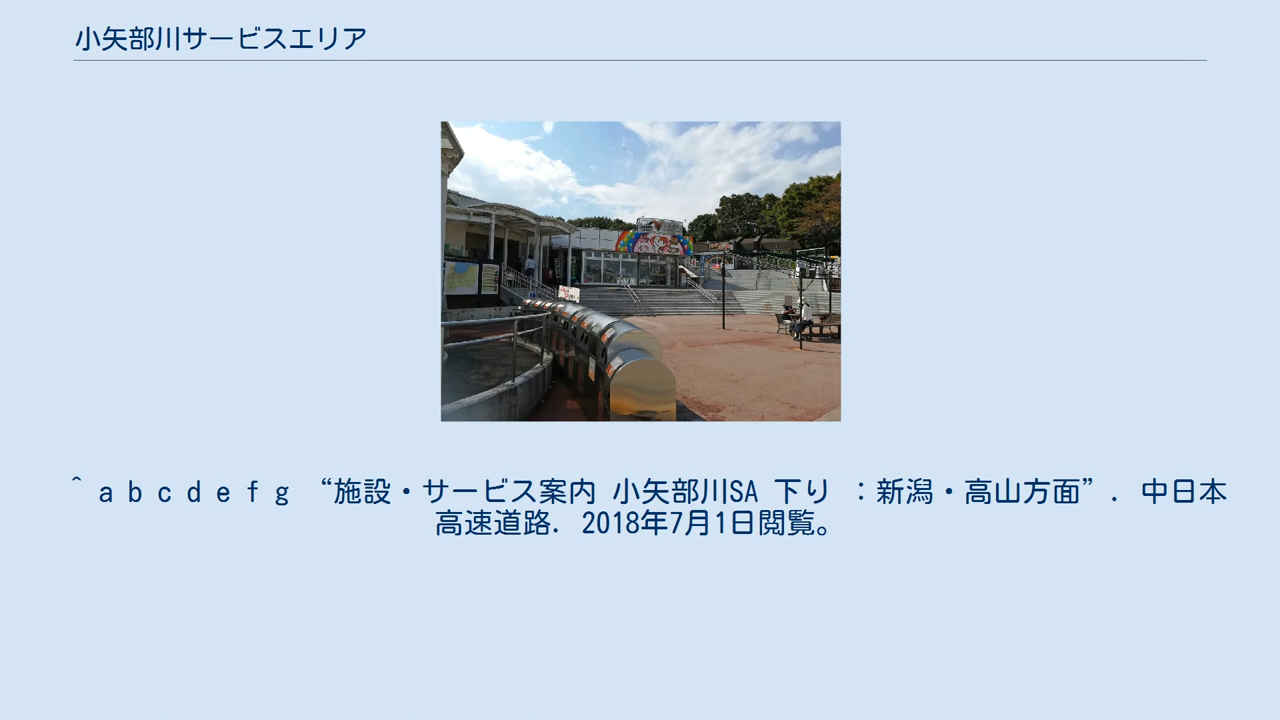 小矢部川サービスエリア
^ a b c d e f g “施設・サービス案内 小矢部川SA 下り ：新潟・高山方面”. 中日本
高速道路. 2018年7月1日閲覧。